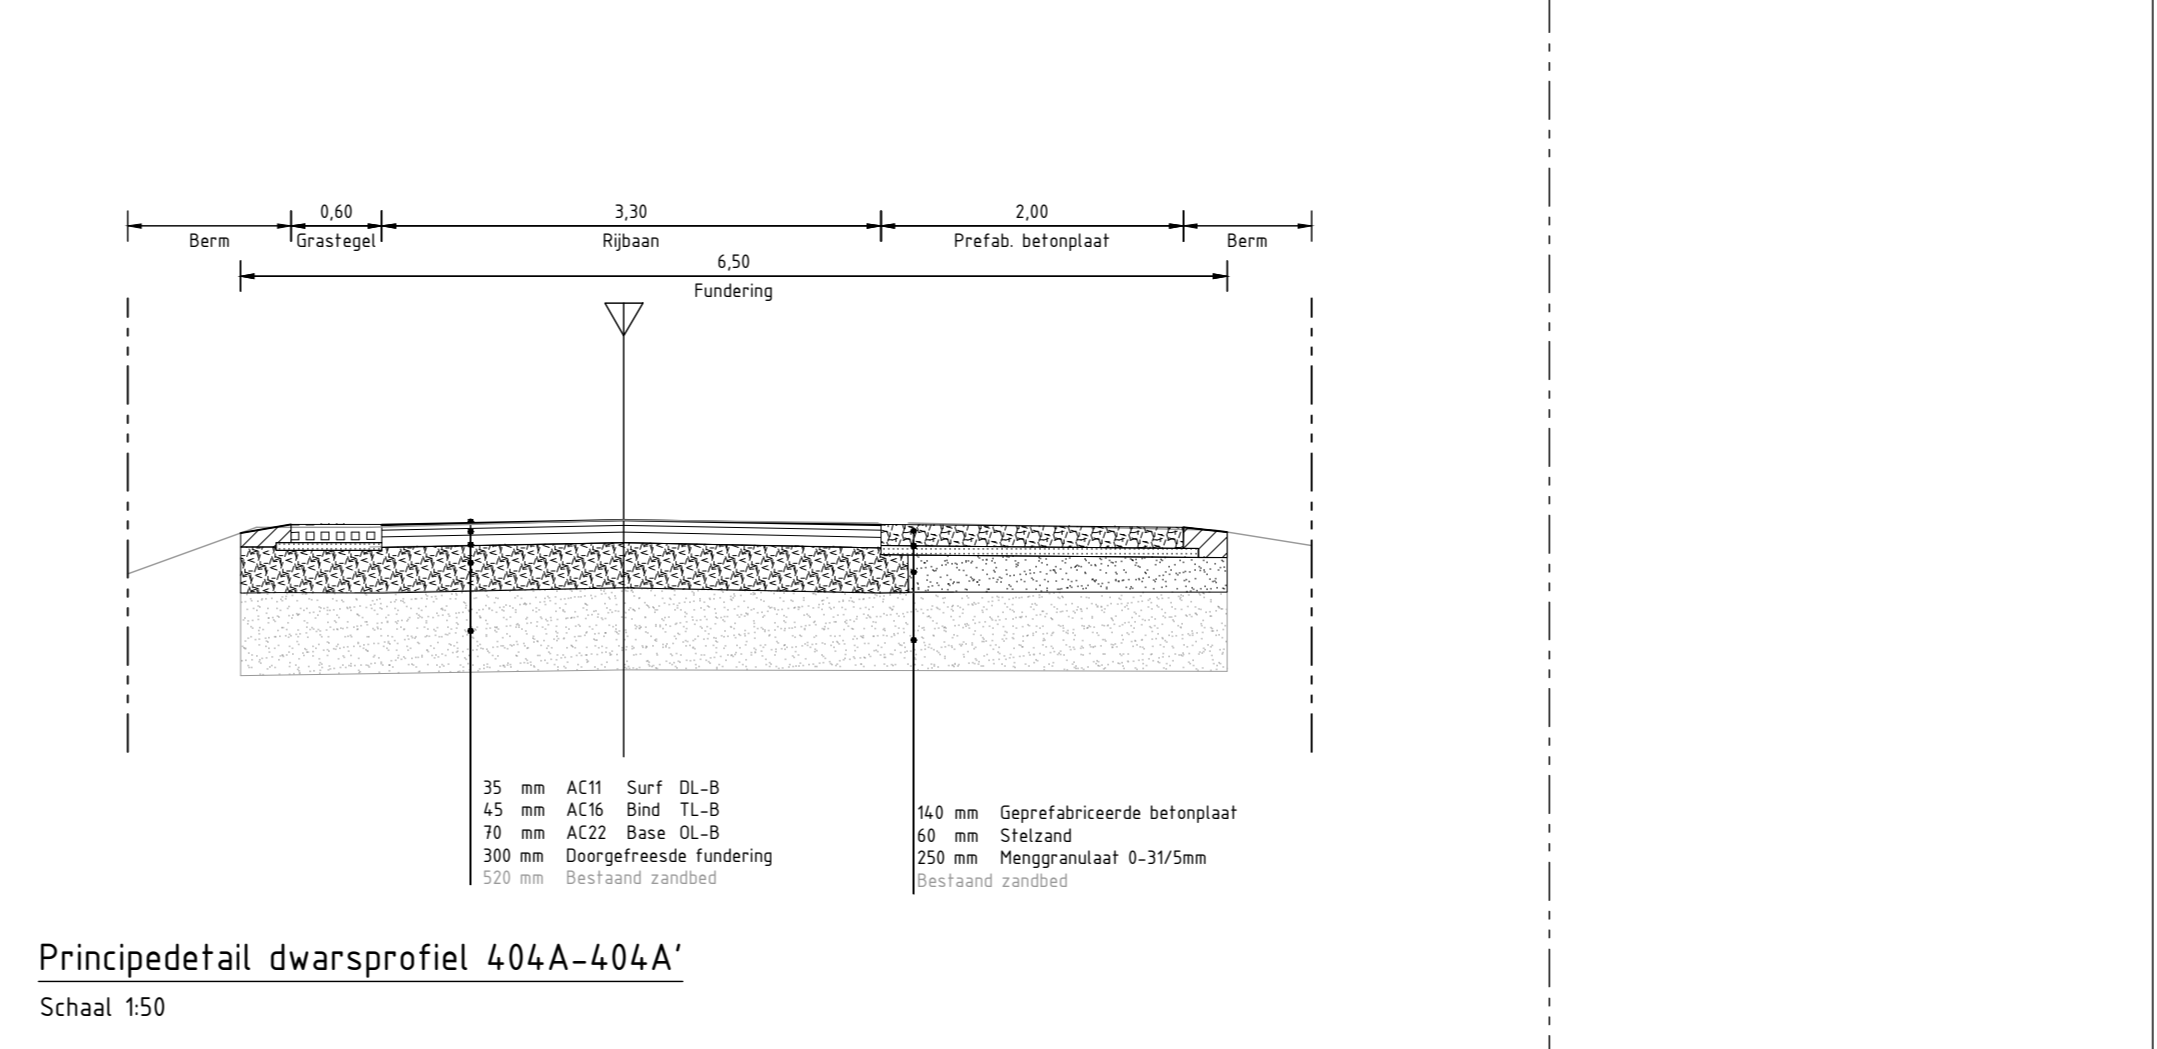 0,60 3,30 2,00
Berm Grastegel Rijbaan Prefab. betonplaat Berm
6,50
Fundering
35 mm AC11 Surf DL-B
45 mm AC16 Bind TL-B
70 mm AC22 Base OL-B
300 mm Doorgefreesde fundering
520 mm Bestaand zandbed
140 mm Geprefabriceerde betonplaat
60 mm Stelzand
250 mm Menggranulaat 0-31/5mm
Bestaand zandbed
Principedetail dwarsprofiel 404A-404A'
Schaal 1:50